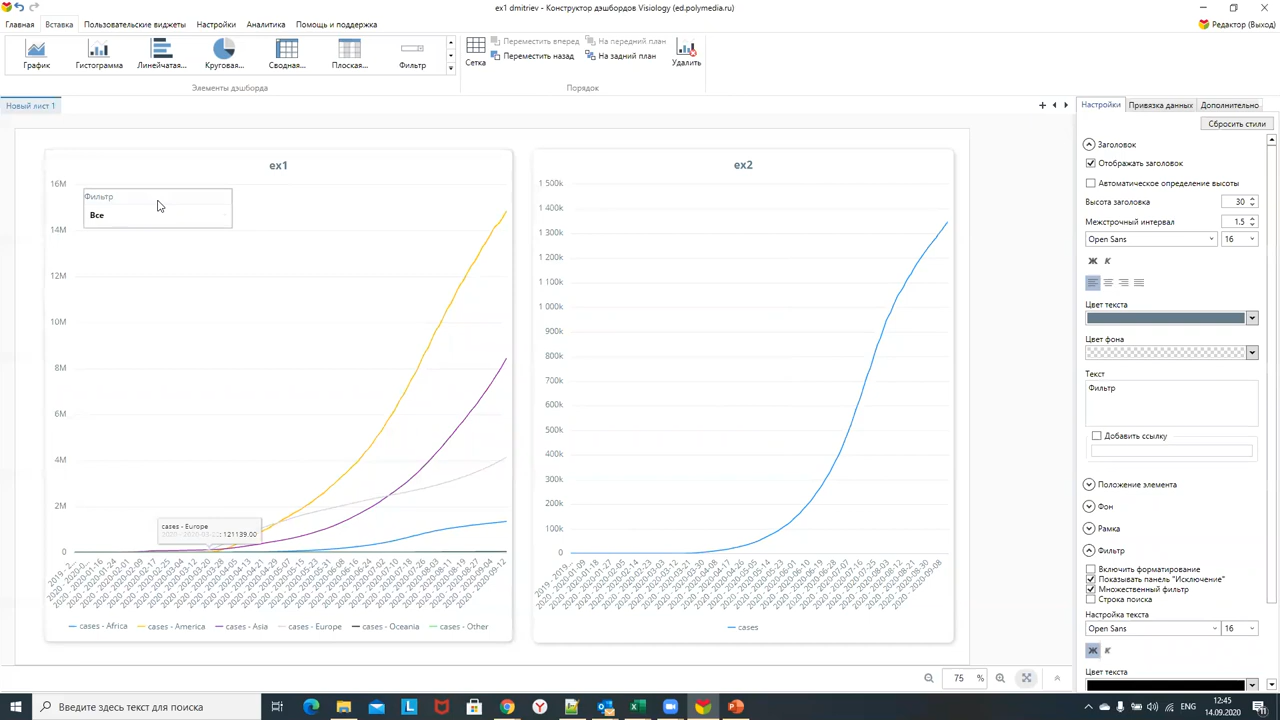 ex1 dmitriev - Конструктор дэшбордов Visiology (ed.polymedia.ru)
Главная Вставка Пользовательские виджеты Настройки Аналитика Помощь и поддержка Редактор (Выход)
График Гистограмма Линейчатая... Круговая... Сводная... Плоская... Фильтр Сетка Переместить вперед На передний план Переместить назад На задний план Удалить
Элементы дэшборда Порядок
Новый лист 1
Настройки Привязка данных Дополнительно
Сбросить стили
Заголовок
Отображать заголовок
Автоматическое определение высоты
Высота заголовка 30
Межстрочный интервал 1.5
Open Sans 16
Ж К
Цвет текста
Цвет фона
Текст
Фильтр
Добавить ссылку
Положение элемента
Фон
Рамка
Фильтр
Включить форматирование
Показывать панель "Исключение"
Множественный фильтр
Строка поиска
Настройка текста
Open Sans 16
Ж К
Цвет текста
ex1
Фильтр
Все
16M
14M
12M
10M
8M
6M
4M
2M
0
cases - Europe
121139.00
cases - Africa cases - America cases - Asia cases - Europe cases - Oceania cases - Other
ex2
1 500k
1 400k
1 300k
1 200k
1 100k
1 000k
900k
800k
700k
600k
500k
400k
300k
200k
100k
0
cases
75 %
Введите здесь текст для поиска
ENG
12:45
14.09.2020